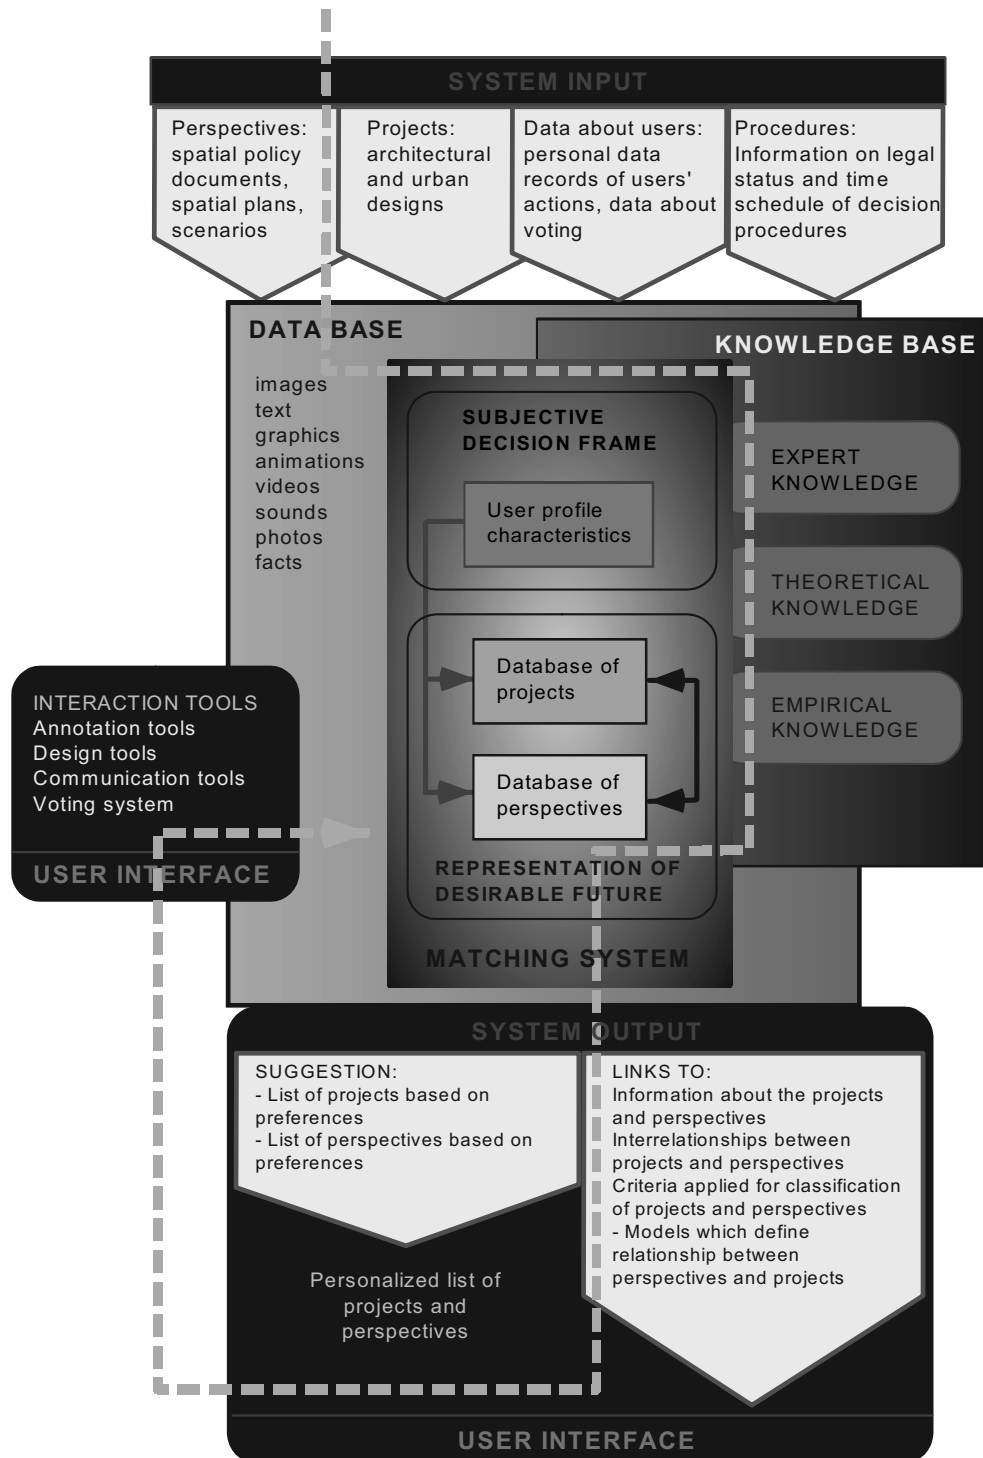 SYSTEM INPUT
Perspectives:
spatial policy
documents,
spatial plans,
scenarios
Projects:
architectural
and urban
designs
Data about users:
personal data
records of users'
actions, data about
voting
Procedures:
Information on legal
status and time
schedule of decision
procedures
DATA BASE
images
text
graphics
animations
videos
sounds
photos
facts
KNOWLEDGE BASE
EXPERT
KNOWLEDGE
THEORETICAL
KNOWLEDGE
EMPIRICAL
KNOWLEDGE
SUBJECTIVE
DECISION FRAME
User profile
characteristics
Database of
projects
Database of
perspectives
REPRESENTATION OF
DESIRABLE FUTURE
MATCHING SYSTEM
INTERACTION TOOLS
Annotation tools
Design tools
Communication tools
Voting system
USER INTERFACE
SYSTEM OUTPUT
SUGGESTION:
- List of projects based on
preferences
- List of perspectives based on
preferences
Personalized list of
projects and
perspectives
LINKS TO:
Information about the projects
and perspectives
Interrelationships between
projects and perspectives
Criteria applied for classification
of projects and perspectives
- Models which define
relationship between
perspectives and projects
USER INTERFACE